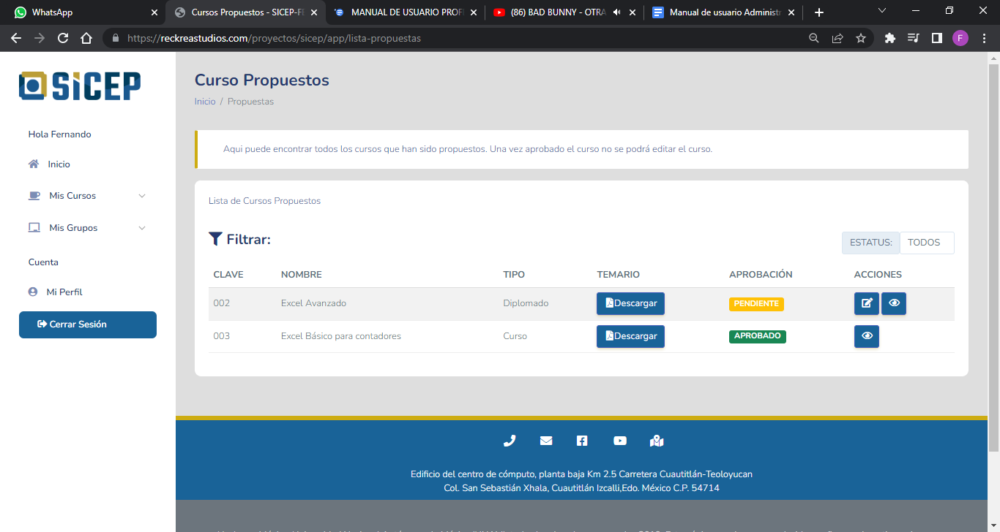 WhatsApp
Cursos Propuestos - SICEP-F
MANUAL DE USUARIO PROF
(86) BAD BUNNY - OTRA
Manual de usuario Administr
https://reckreastudios.com/proyectos/sicep/app/lista-propuestas
F
SiCEP
Hola Fernando
Inicio
Mis Cursos
Mis Grupos
Cuenta
Mi Perfil
Cerrar Sesión
Curso Propuestos
Inicio / Propuestas
Aqui puede encontrar todos los cursos que han sido propuestos. Una vez aprobado el curso no se podrá editar el curso.
Lista de Cursos Propuestos
Filtrar:
ESTATUS: TODOS
CLAVE NOMBRE TIPO TEMARIO APROBACIÓN ACCIONES
002 Excel Avanzado Diplomado Descargar PENDIENTE
003 Excel Básico para contadores Curso Descargar APROBADO
Edificio del centro de cómputo, planta baja Km 2.5 Carretera Cuautitlán-Teoloyucan
Col. San Sebastián Xhala, Cuautitlán Izcalli,Edo. México C.P. 54714